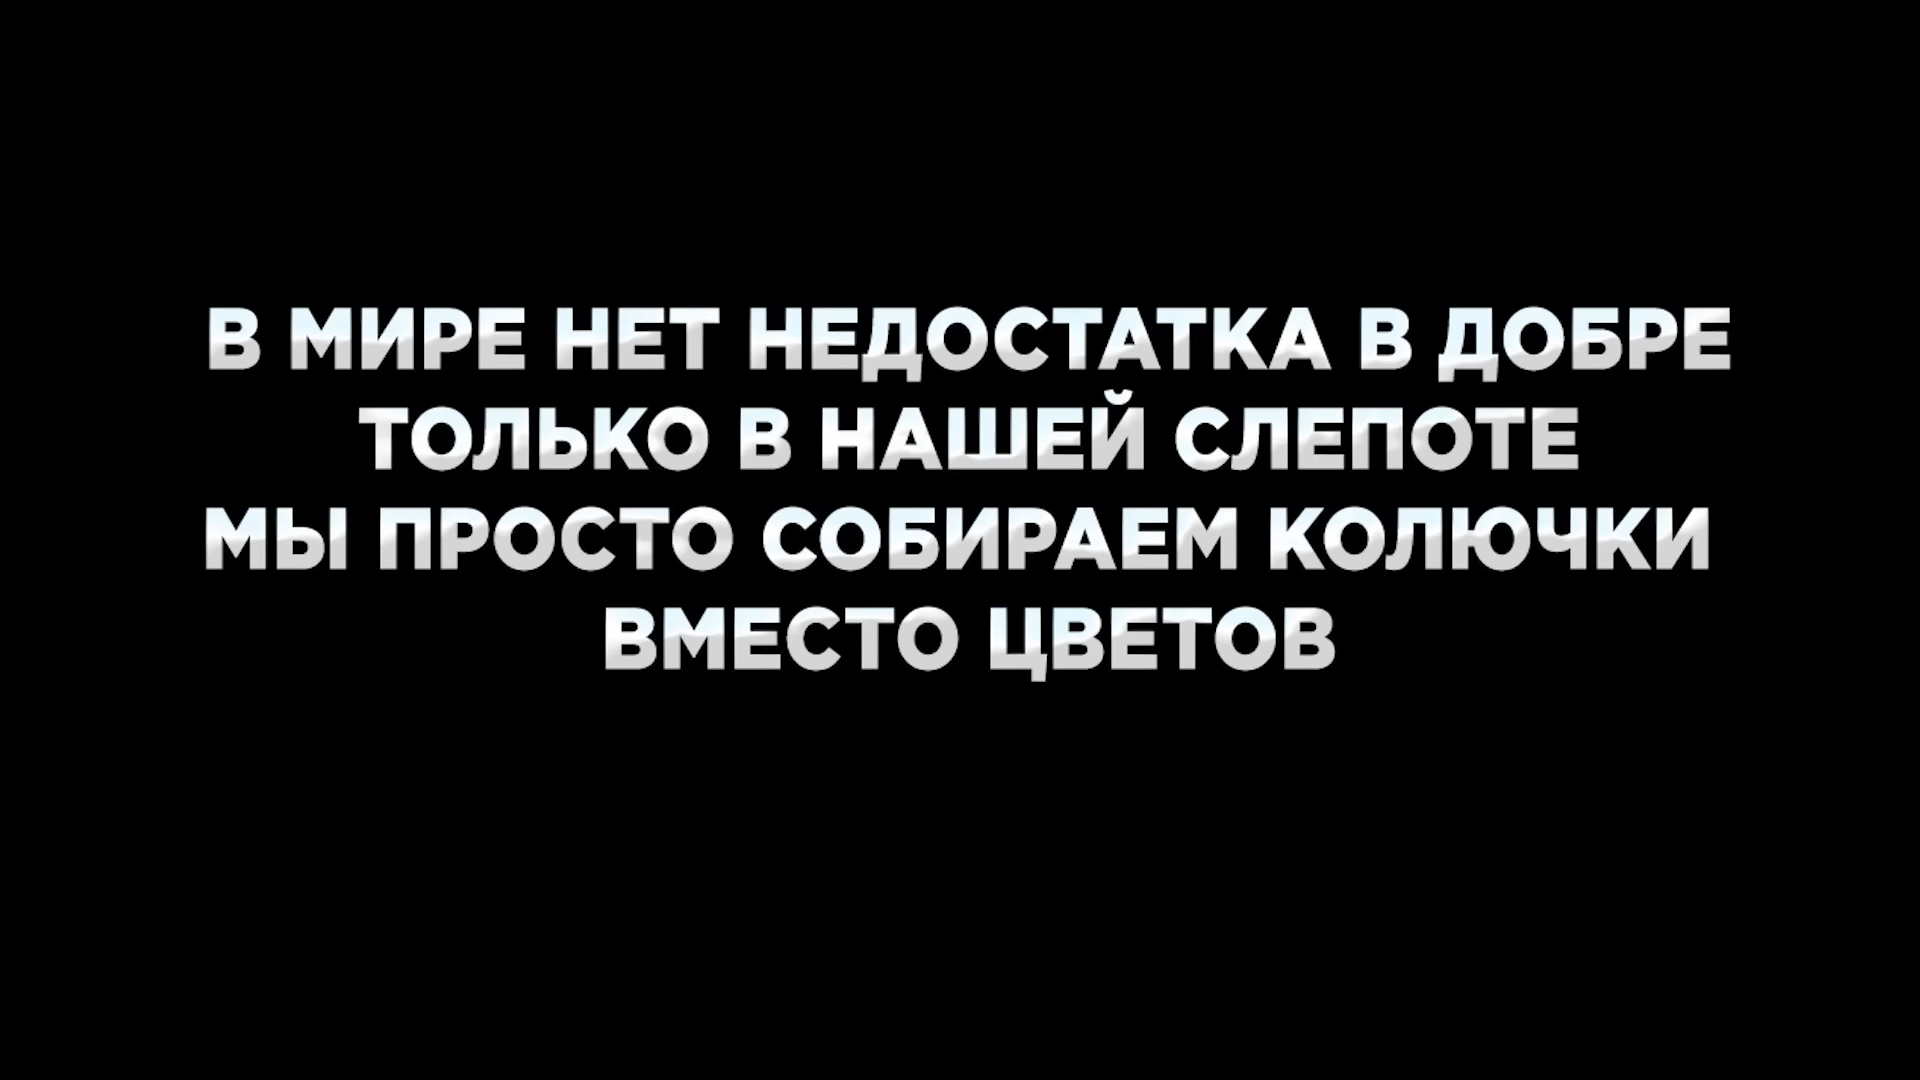 В МИРЕ НЕТ НЕДОСТАТКА В ДОБРЕ
ТОЛЬКО В НАШЕЙ СЛЕПОТЕ
МЫ ПРОСТО СОБИРАЕМ КОЛЮЧКИ
ВМЕСТО ЦВЕТОВ